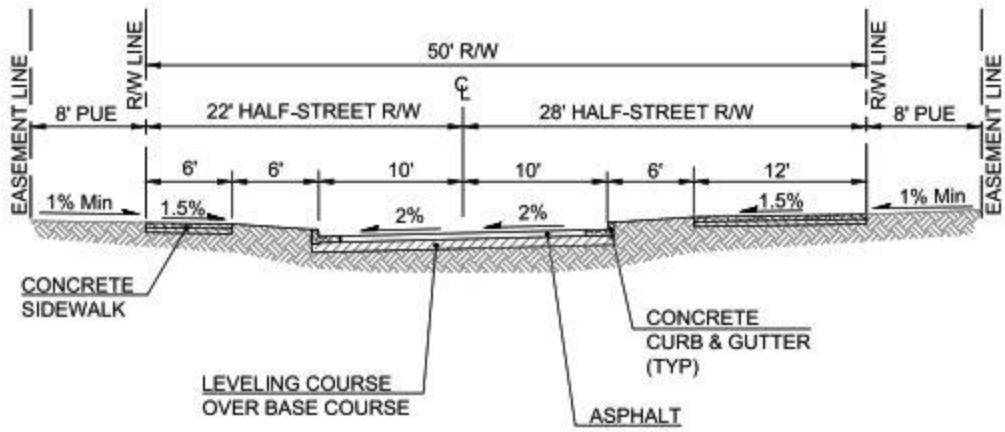 EASEMENT LINE
R/W LINE
50' R/W
R/W LINE
EASEMENT LINE
℄
8' PUE
22' HALF-STREET R/W
28' HALF-STREET R/W
8' PUE
6'
6'
10'
10'
6'
12'
1% Min
1.5%
2%
2%
1.5%
1% Min
CONCRETE
SIDEWALK
CONCRETE
CURB & GUTTER
(TYP)
LEVELING COURSE
OVER BASE COURSE
ASPHALT